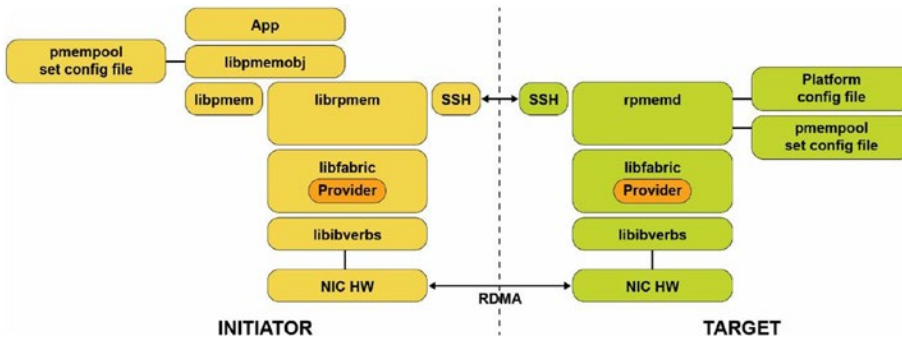 App
pmempool
set config file
libpmemobj
libpmem
librpmem
SSH
SSH
rpmemd
Platform
config file
pmempool
set config file
libfabric
Provider
libfabric
Provider
libibverbs
libibverbs
NIC HW
RDMA
NIC HW
INITIATOR
TARGET